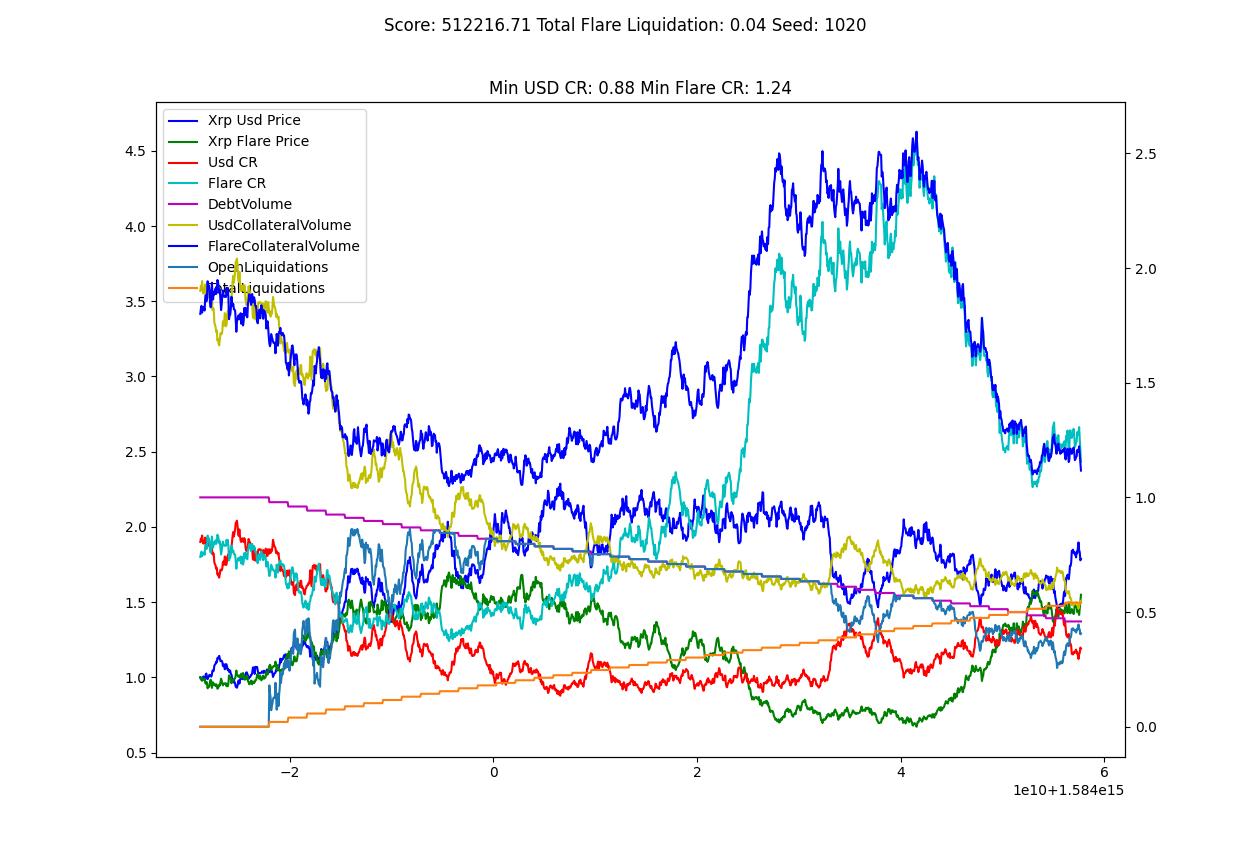 Score: 512216.71 Total Flare Liquidation: 0.04 Seed: 1020
Min USD CR: 0.88 Min Flare CR: 1.24
Xrp Usd Price
Xrp Flare Price
Usd CR
Flare CR
DebtVolume
UsdCollateralVolume
FlareCollateralVolume
OpenLiquidations
TotalLiquidations
4.5
4.0
3.5
3.0
2.5
2.0
1.5
1.0
0.5
2.5
2.0
1.5
1.0
0.5
0.0
−2 0 2 4 6
1e10+1.584e15